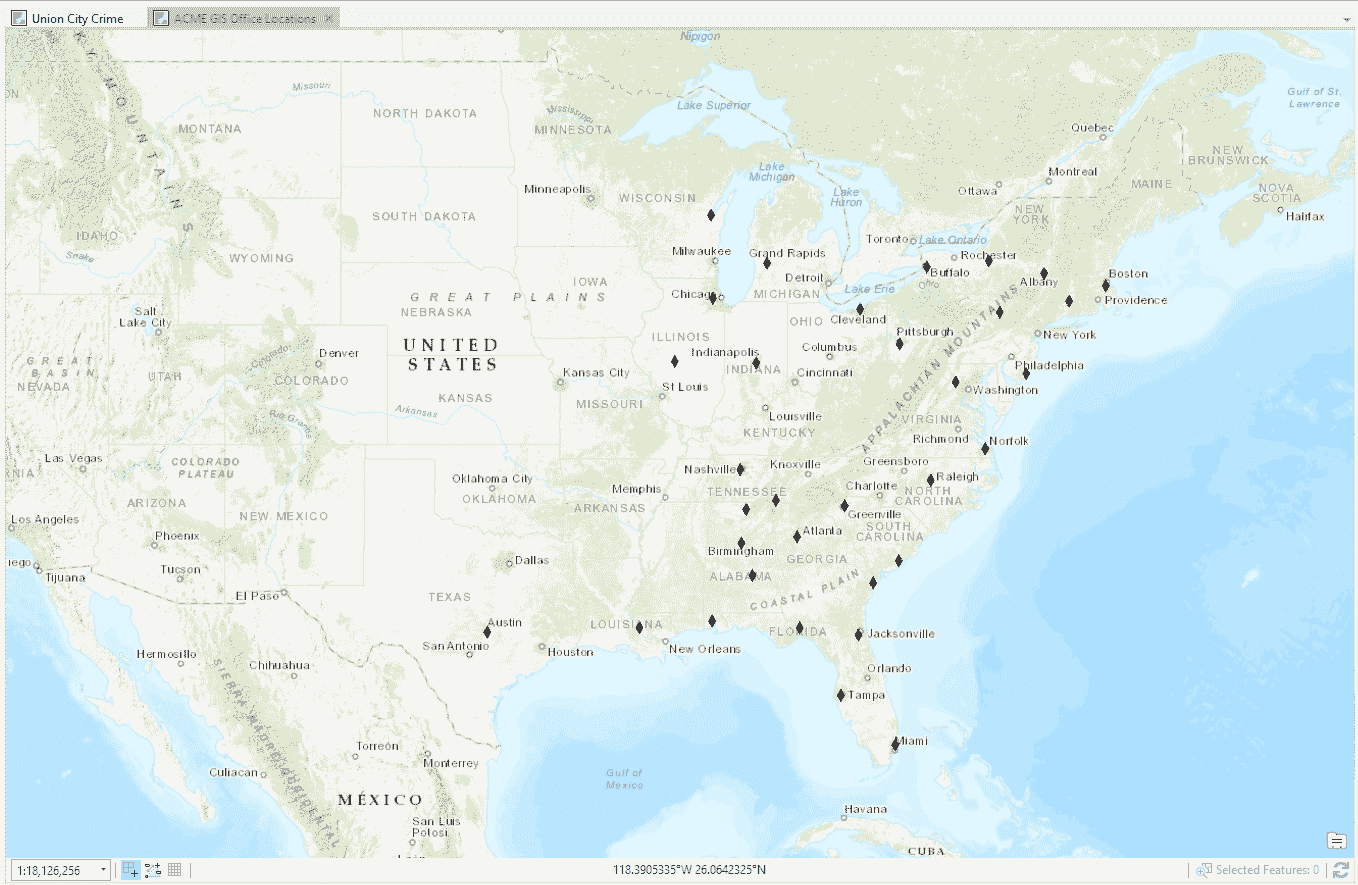 Union City Crime
ACME GIS Office Locations
Nipigon
ON
ROCKY MOUNTAINS
Missouri
MONTANA
NORTH DAKOTA
Mississippi
MINNESOTA
Lake Superior
Gulf of St.
Lawrence
Quebec
NEW
BRUNSWICK
Lake
Michigan
Lake
Huron
Montreal
Ottawa
MAINE
NOVA
SCOTIA
Halifax
Minneapolis
WISCONSIN
SOUTH DAKOTA
NEW
YORK
IDAHO
Snake
WYOMING
Toronto
Lake Ontario
Milwaukee
Grand Rapids
Rochester
Buffalo
Detroit
MICHIGAN
Lake Erie
Ohio
Albany
Boston
Providence
IOWA
Chicago
GREAT PLAINS
NEBRASKA
Salt
Lake City
OHIO
Cleveland
Pittsburgh
New York
ILLINOIS
Indianapolis
INDIANA
Columbus
Cincinnati
APPALACHIAN MOUNTAINS
Philadelphia
Washington
UNITED
STATES
Denver
Colorado
COLORADO
UTAH
GREAT
BASIN
NEVADA
Kansas City
St Louis
KANSAS
MISSOURI
Arkansas
Rio Grande
Louisville
KENTUCKY
VIRGINIA
Richmond
Norfolk
Las Vegas
NIA
COLORADO
PLATEAU
Nashville
Knoxville
Greensboro
Raleigh
Charlotte
NORTH
CAROLINA
Oklahoma City
OKLAHOMA
Memphis
TENNESSEE
ARKANSAS
ARIZONA
NEW MEXICO
Los Angeles
Phoenix
Greenville
SOUTH
CAROLINA
Atlanta
Birmingham
GEORGIA
ALABAMA
COASTAL PLAIN
iego
Tijuana
Tucson
El Paso
Dallas
TEXAS
Austin
San Antonio
Houston
LOUISIANA
New Orleans
FLORIDA
Jacksonville
Orlando
Tampa
Miami
Hermosillo
Chihuahua
SIERRA MADRE OCCIDENTAL
Torreón
Monterrey
Culiacan
MÉXICO
San Luis
Potosi
Gulf of
Mexico
Havana
CUBA
1:18,126,256
118.3905335°W 26.0642325°N
Selected Features: 0